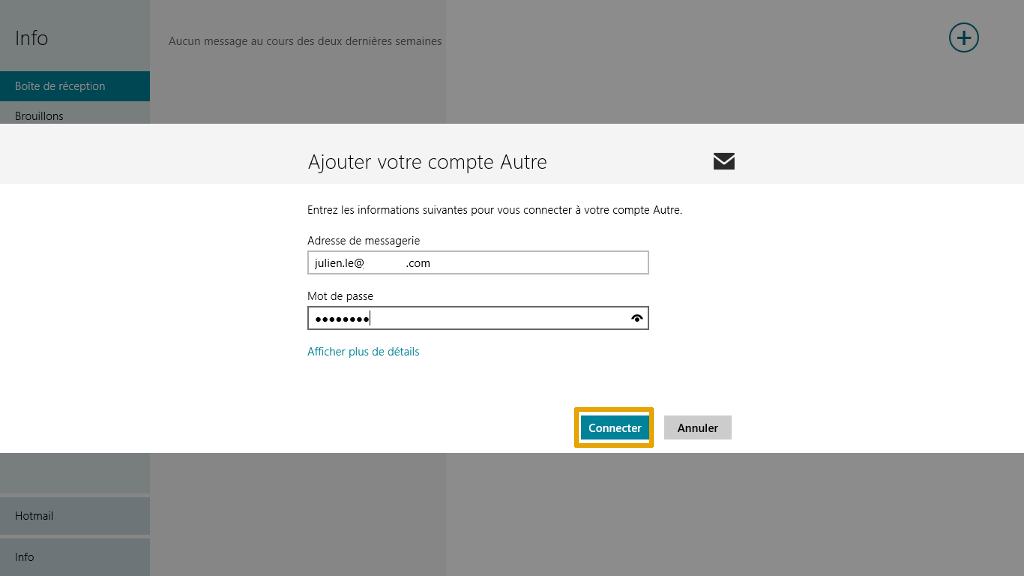 Info
Aucun message au cours des deux dernières semaines
Boîte de réception
Brouillons
Ajouter votre compte Autre
Entrez les informations suivantes pour vous connecter à votre compte Autre.
Adresse de messagerie
julien.le@ .com
Mot de passe
••••••••
Afficher plus de détails
Connecter Annuler
Hotmail
Info